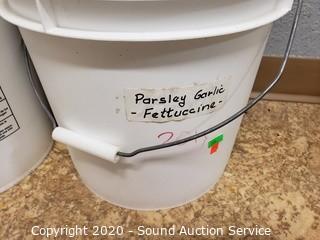 Parsley Garlic
- Fettuccine -
Copyright 2020 - Sound Auction Service